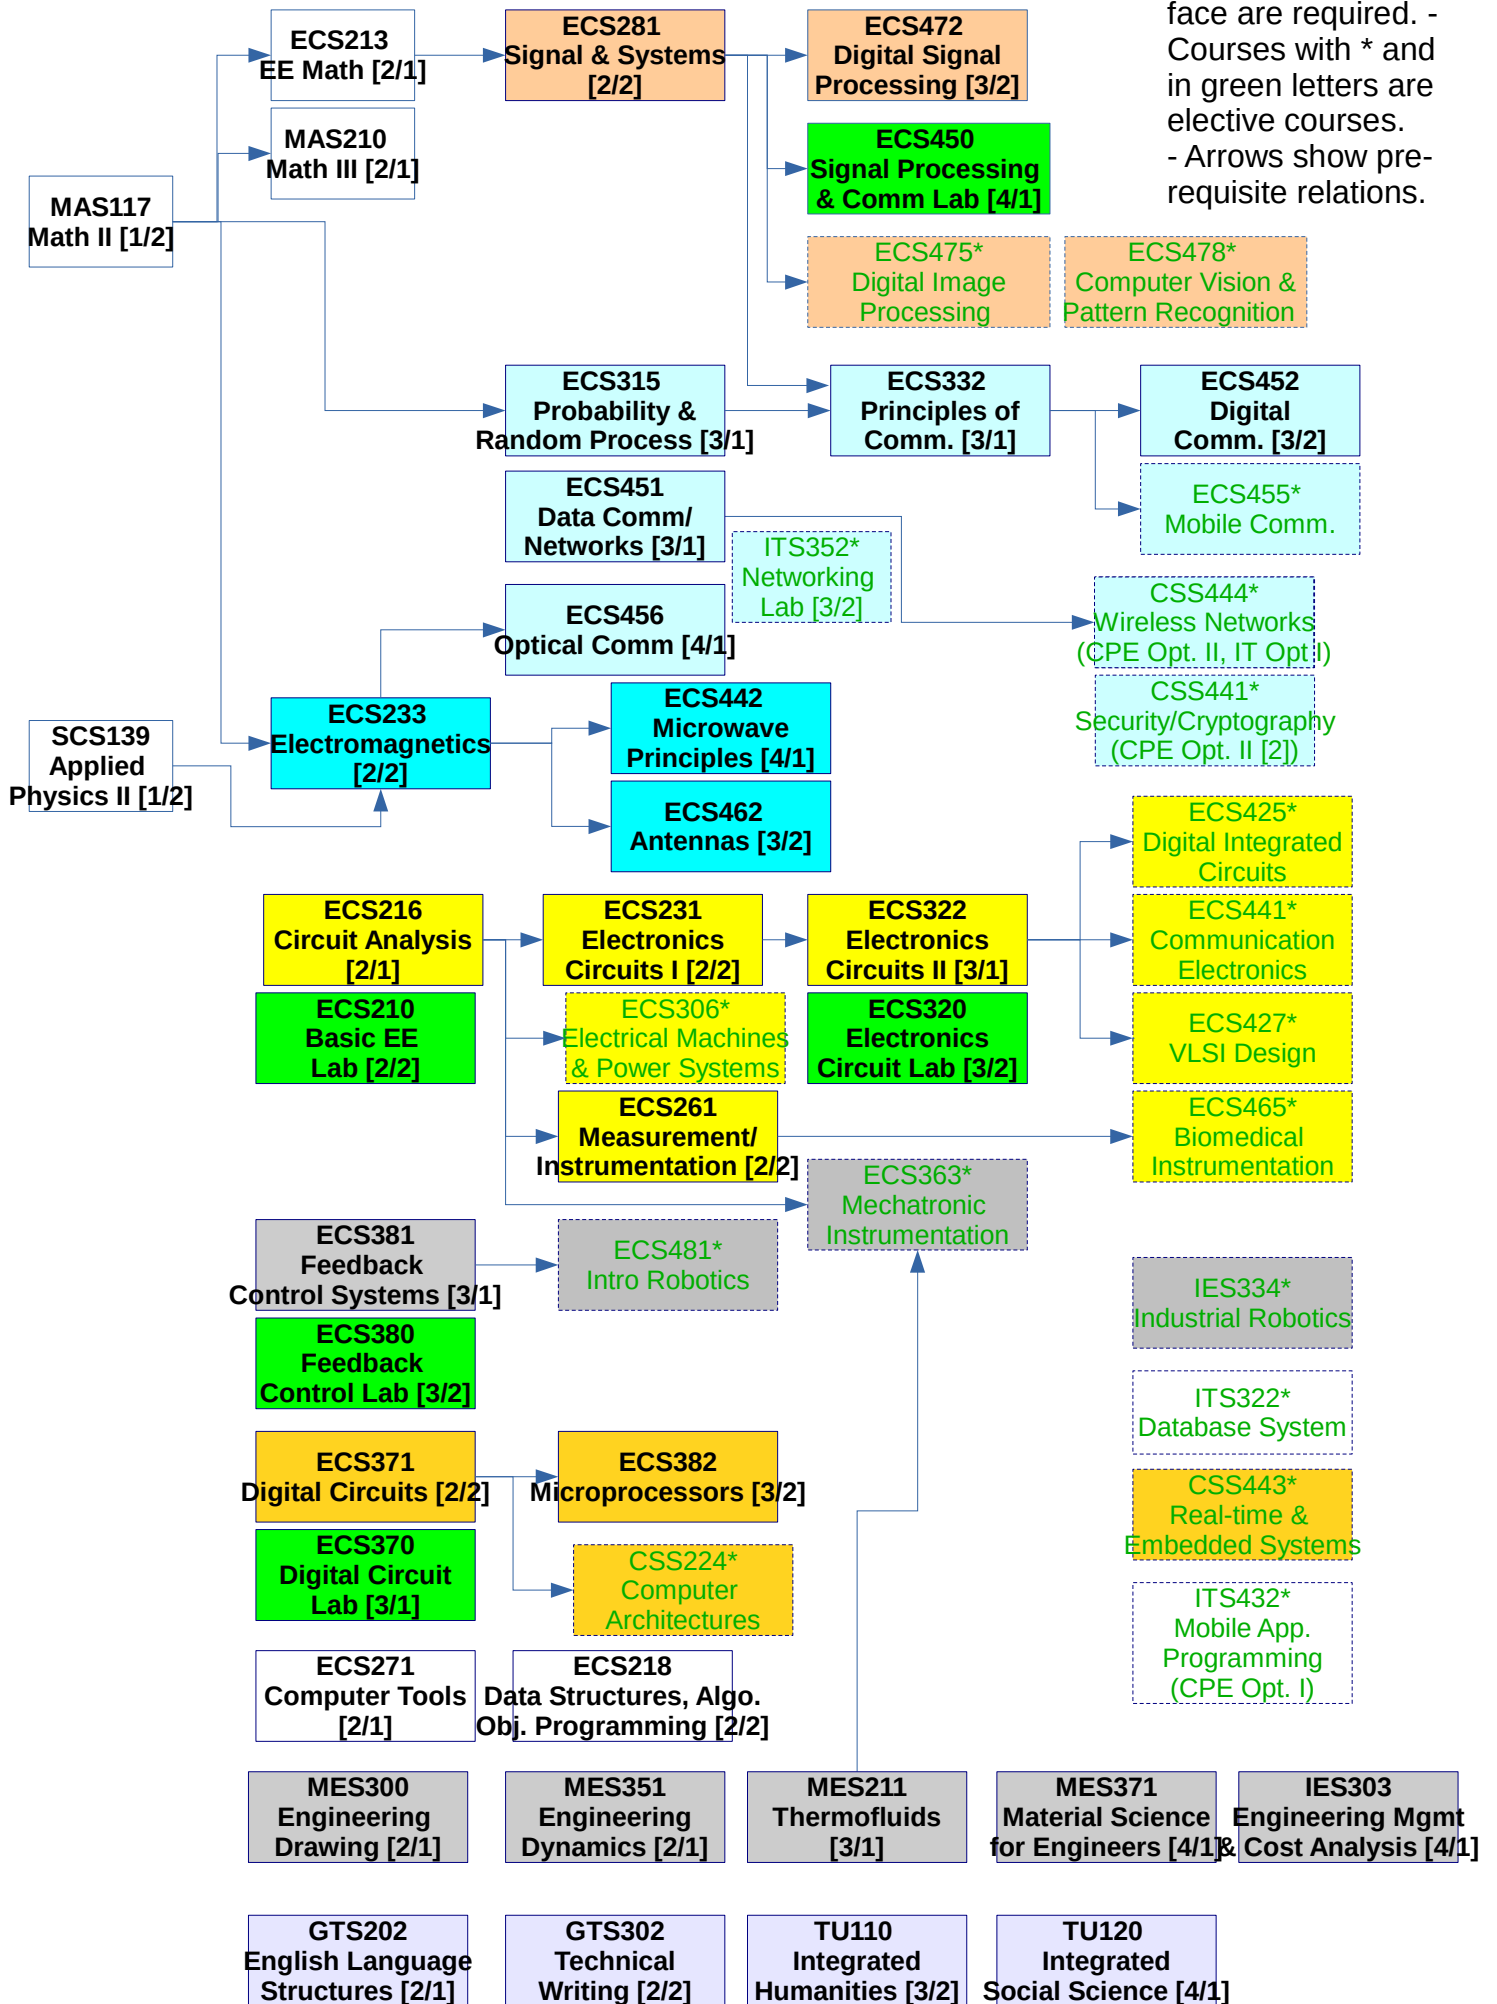 face are required. -
Courses with * and
in green letters are
elective courses.
- Arrows show pre-
requisite relations.
ECS213
EE Math [2/1]
ECS281
Signal & Systems
[2/2]
ECS472
Digital Signal
Processing [3/2]
MAS210
Math III [2/1]
ECS450
Signal Processing
& Comm Lab [4/1]
MAS117
Math II [1/2]
ECS475*
Digital Image
Processing
ECS478*
Computer Vision &
Pattern Recognition
ECS315
Probability &
Random Process [3/1]
ECS332
Principles of
Comm. [3/1]
ECS452
Digital
Comm. [3/2]
ECS451
Data Comm/
Networks [3/1]
ECS455*
Mobile Comm.
ITS352*
Networking
Lab [3/2]
ECS456
Optical Comm [4/1]
CSS444*
Wireless Networks
(CPE Opt. II, IT Opt I)
SCS139
Applied
Physics II [1/2]
ECS233
Electromagnetics
[2/2]
ECS442
Microwave
Principles [4/1]
CSS441*
Security/Cryptography
(CPE Opt. II [2])
ECS462
Antennas [3/2]
ECS425*
Digital Integrated
Circuits
ECS216
Circuit Analysis
[2/1]
ECS231
Electronics
Circuits I [2/2]
ECS322
Electronics
Circuits II [3/1]
ECS441*
Communication
Electronics
ECS210
Basic EE
Lab [2/2]
ECS306*
Electrical Machines
& Power Systems
ECS320
Electronics
Circuit Lab [3/2]
ECS427*
VLSI Design
ECS261
Measurement/
Instrumentation [2/2]
ECS465*
Biomedical
Instrumentation
ECS363*
Mechatronic
Instrumentation
ECS381
Feedback
Control Systems [3/1]
ECS481*
Intro Robotics
IES334*
Industrial Robotics
ECS380
Feedback
Control Lab [3/2]
ITS322*
Database System
ECS371
Digital Circuits [2/2]
ECS382
Microprocessors [3/2]
CSS443*
Real-time &
Embedded Systems
ECS370
Digital Circuit
Lab [3/1]
CSS224*
Computer
Architectures
ITS432*
Mobile App.
Programming
(CPE Opt. I)
ECS271
Computer Tools
[2/1]
ECS218
Data Structures, Algo.
Obj. Programming [2/2]
MES300
Engineering
Drawing [2/1]
MES351
Engineering
Dynamics [2/1]
MES211
Thermofluids
[3/1]
MES371
Material Science
for Engineers [4/1]
IES303
Engineering Mgmt
& Cost Analysis [4/1]
GTS202
English Language
Structures [2/1]
GTS302
Technical
Writing [2/2]
TU110
Integrated
Humanities [3/2]
TU120
Integrated
Social Science [4/1]